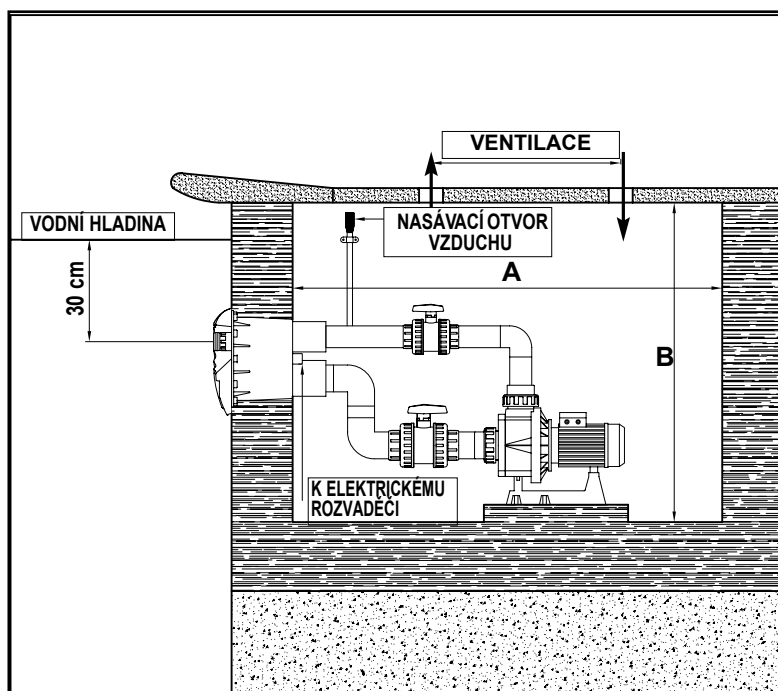 VENTILACE
VODNÍ HLADINA
NASÁVACÍ OTVOR
VZDUCHU
30 cm
A
B
K ELEKTRICKÉMU
ROZVADĚČI